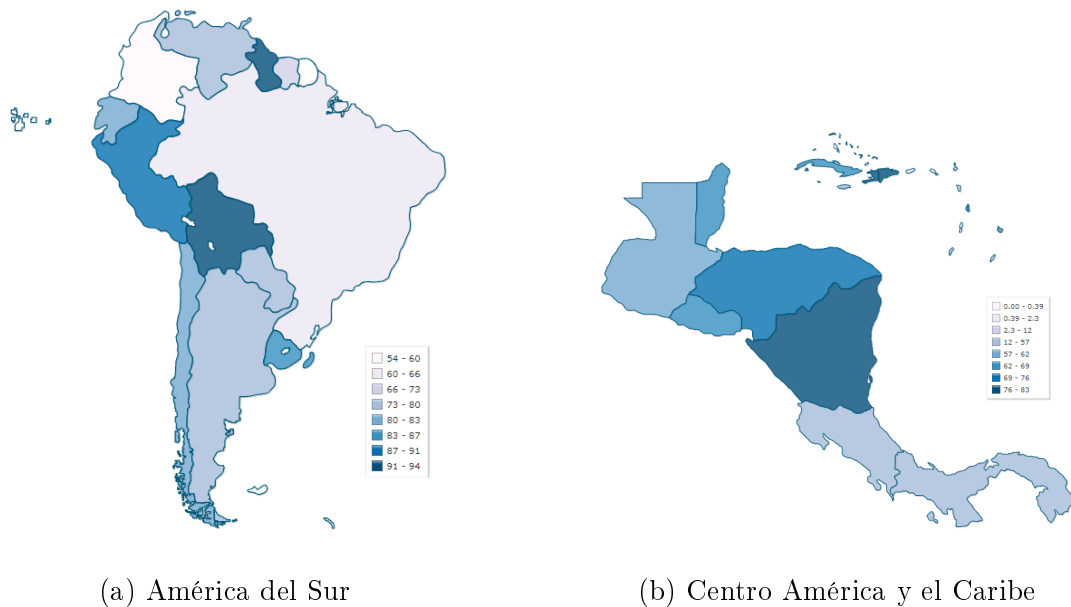 54 - 60
60 - 66
66 - 73
73 - 80
80 - 83
83 - 87
87 - 91
91 - 94
0.00 - 0.39
0.39 - 2.3
2.3 - 12
12 - 57
57 - 62
62 - 69
69 - 76
76 - 83
(a) América del Sur
(b) Centro América y el Caribe